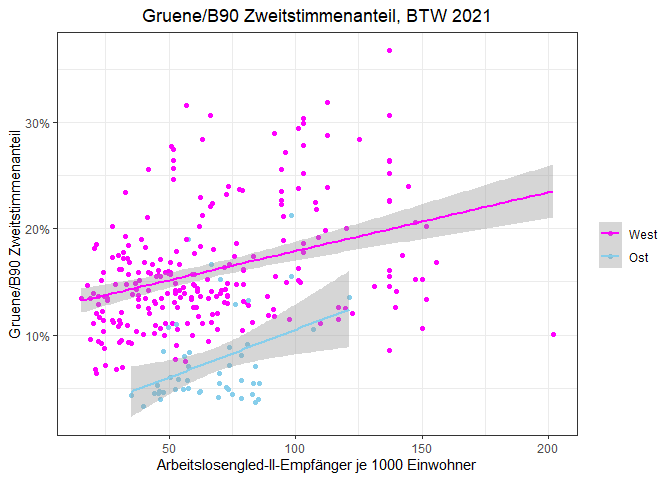 Gruene/B90 Zweitstimmenanteil, BTW 2021
Gruene/B90 Zweitstimmenanteil
30%
20%
10%
West
Ost
50
100
150
200
Arbeitslosengled-II-Empfänger je 1000 Einwohner